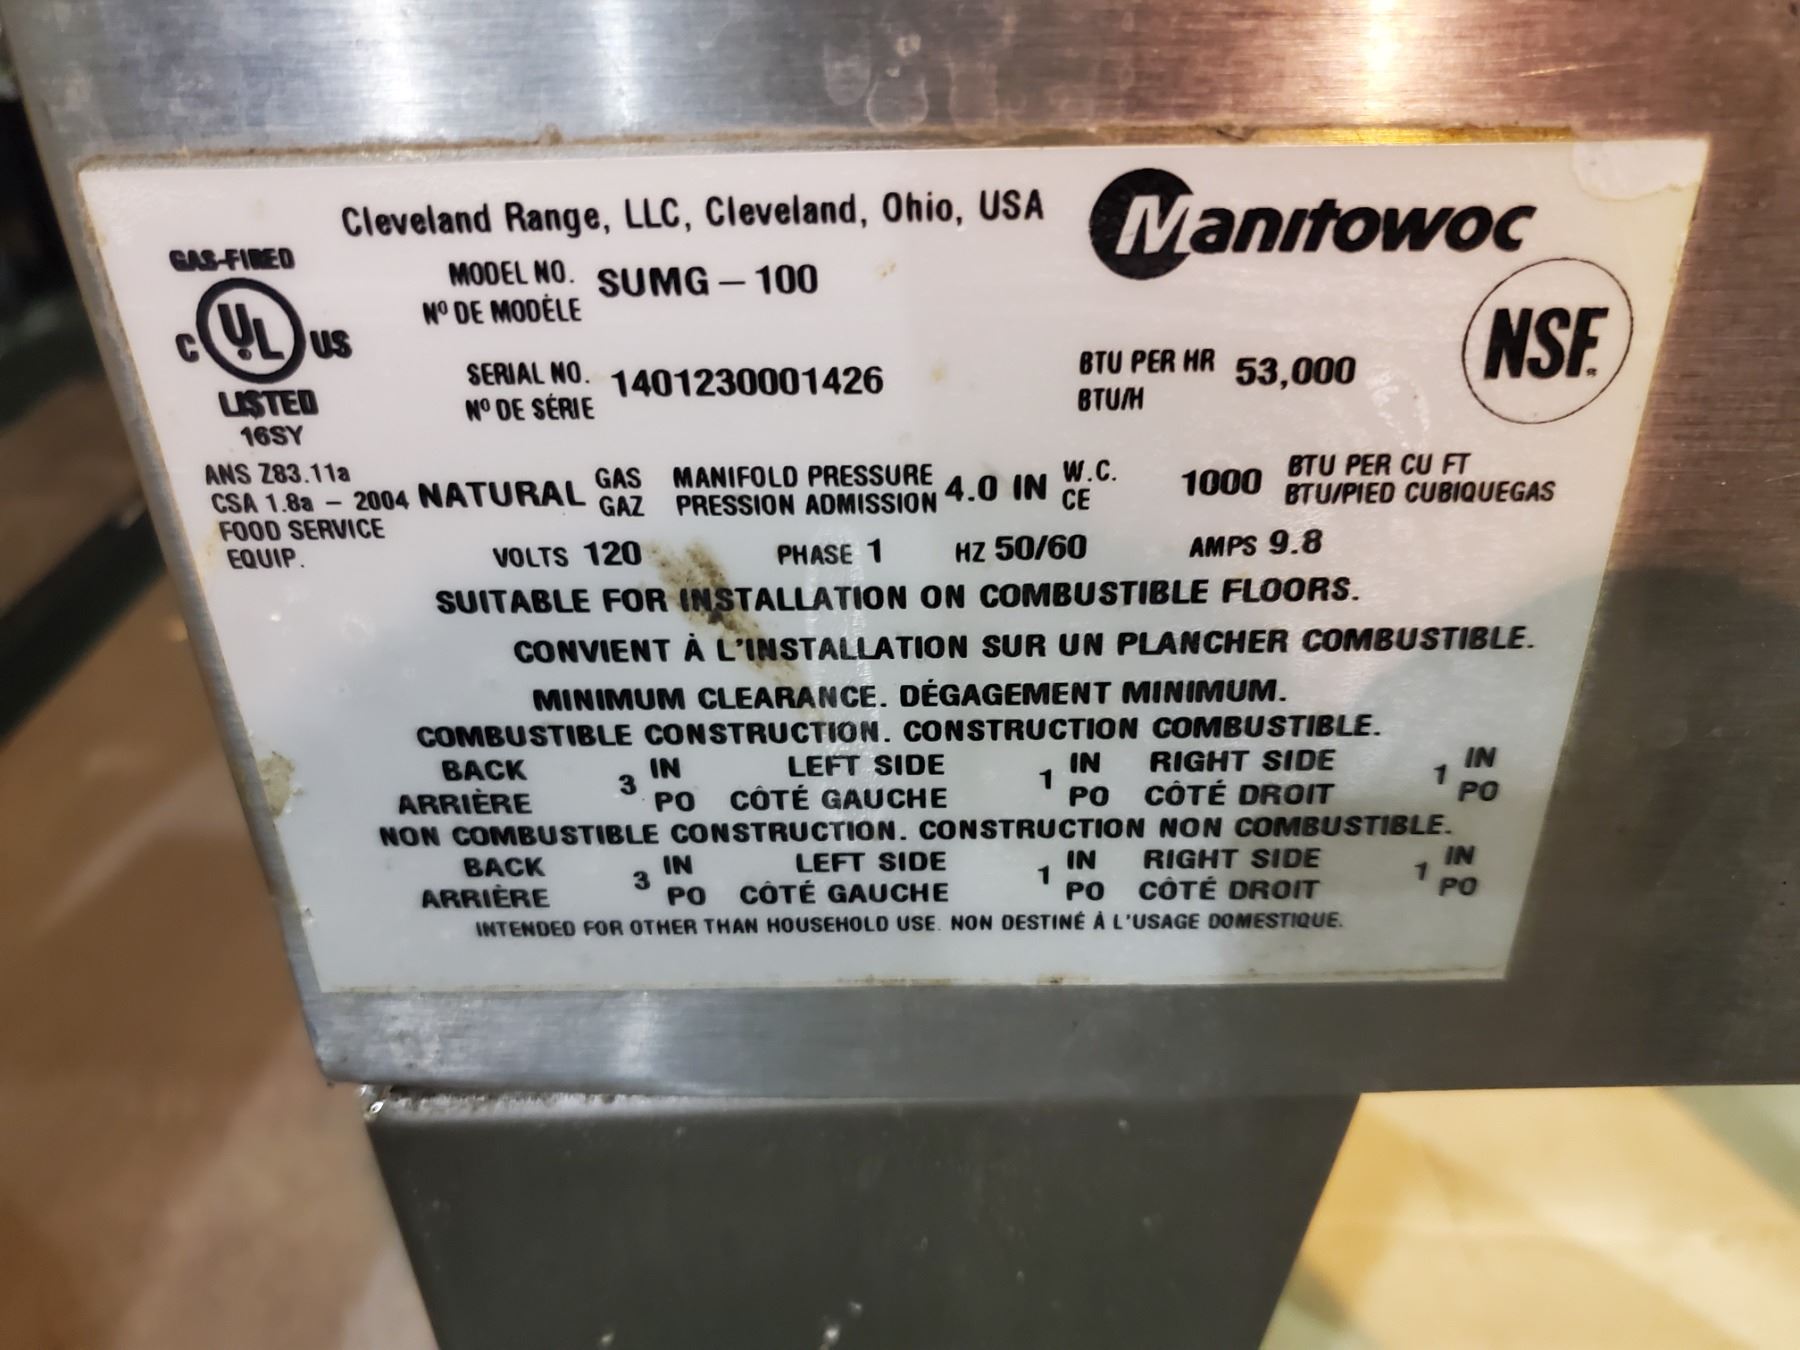 Cleveland Range, LLC, Cleveland, Ohio, USA
Manitowoc
GAS-FIRED
C UL US
LISTED
16SY
MODEL NO. SUMG – 100
Nº DE MODÈLE
NSF
SERIAL NO. 1401230001426
Nº DE SÉRIE
BTU PER HR 53,000
BTU/H
ANS Z83.11a
CSA 1.8a – 2004
FOOD SERVICE
EQUIP.
NATURAL GAS GAZ
MANIFOLD PRESSURE 4.0 IN W.C.
PRESSION ADMISSION CE
1000 BTU PER CU FT
BTU/PIED CUBIQUEGAS
VOLTS 120 PHASE 1 HZ 50/60 AMPS 9.8
SUITABLE FOR INSTALLATION ON COMBUSTIBLE FLOORS.
CONVIENT À L'INSTALLATION SUR UN PLANCHER COMBUSTIBLE.
MINIMUM CLEARANCE. DÉGAGEMENT MINIMUM.
COMBUSTIBLE CONSTRUCTION. CONSTRUCTION COMBUSTIBLE.
BACK 3 IN LEFT SIDE 1 IN RIGHT SIDE 1 IN
ARRIÈRE PO CÔTÉ GAUCHE PO CÔTÉ DROIT PO
NON COMBUSTIBLE CONSTRUCTION. CONSTRUCTION NON COMBUSTIBLE.
BACK 3 IN LEFT SIDE 1 IN RIGHT SIDE 1 IN
ARRIÈRE PO CÔTÉ GAUCHE PO CÔTÉ DROIT PO
INTENDED FOR OTHER THAN HOUSEHOLD USE. NON DESTINÉ À L'USAGE DOMESTIQUE.